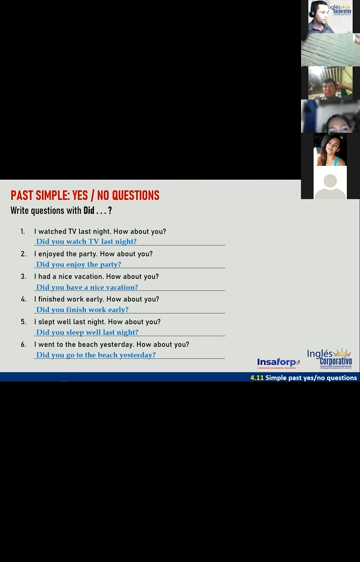 Inglés
Corporativo
PAST SIMPLE: YES / NO QUESTIONS
Write questions with Did . . . ?
1. I watched TV last night. How about you?
Did you watch TV last night?
2. I enjoyed the party. How about you?
Did you enjoy the party?
3. I had a nice vacation. How about you?
Did you have a nice vacation?
4. I finished work early. How about you?
Did you finish work early?
5. I slept well last night. How about you?
Did you sleep well last night?
6. I went to the beach yesterday. How about you?
Did you go to the beach yesterday?
Insaforp
Inglés
Corporativo
4.11 Simple past yes/no questions